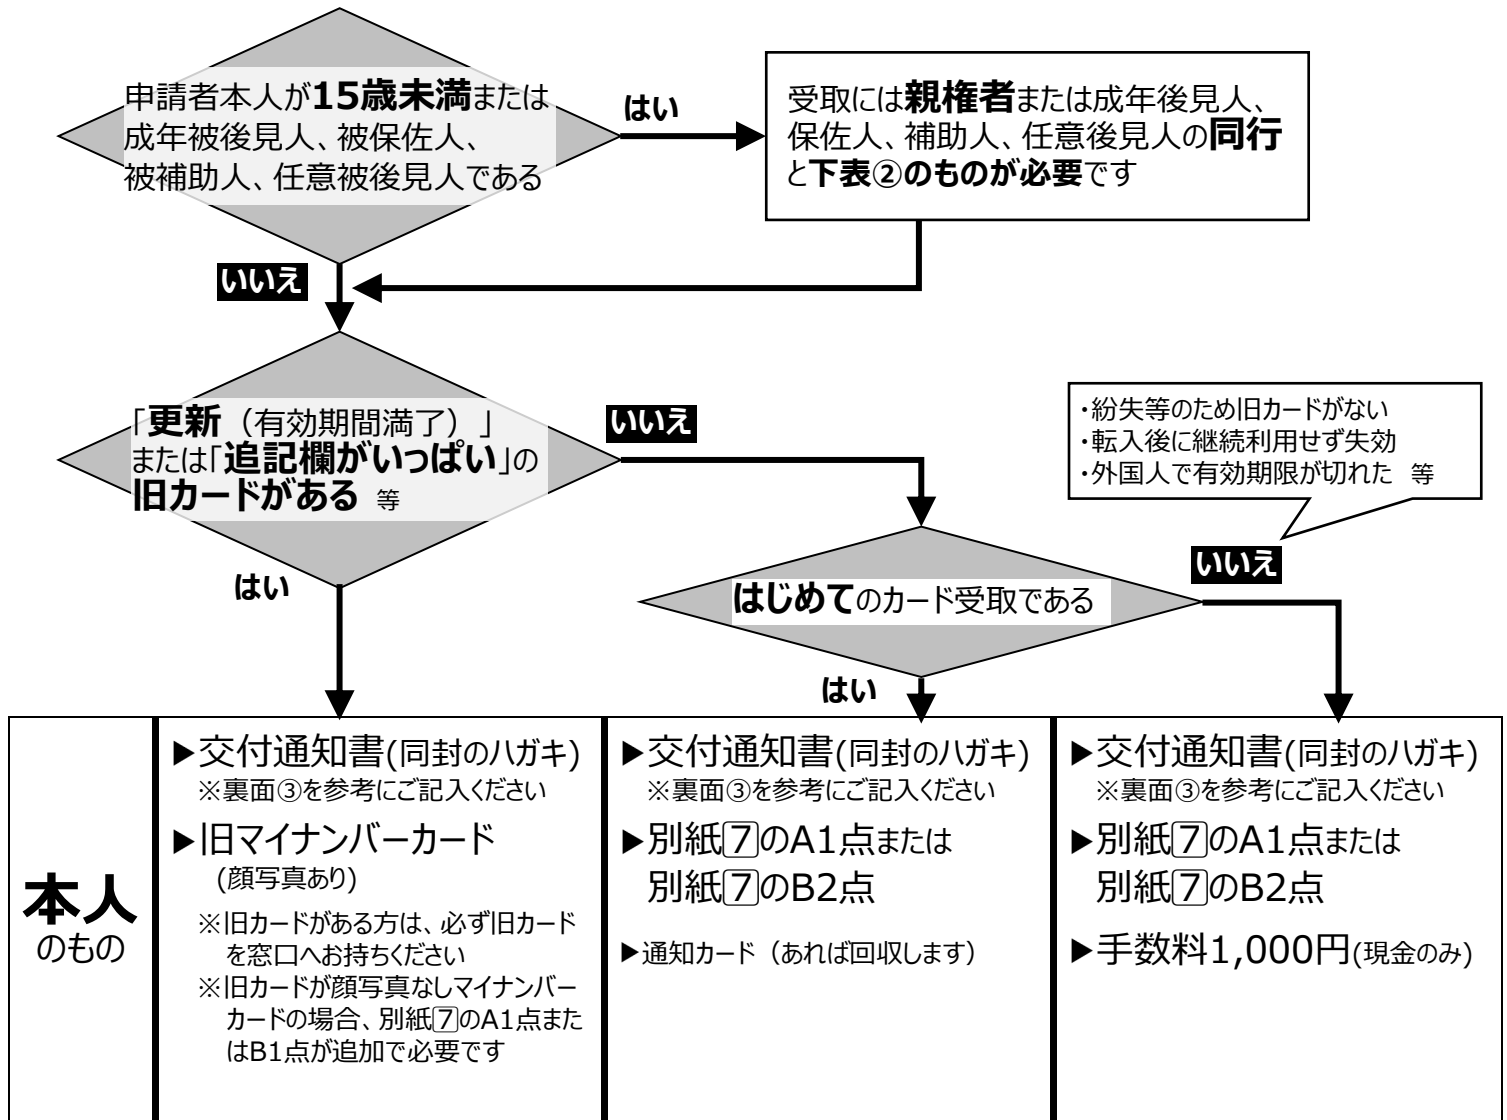 申請者本人が15歳未満または
成年被後見人、被保佐人、
被補助人、任意被後見人である
はい
受取には親権者または成年後見人、
保佐人、補助人、任意後見人の同行
と下表②のものが必要です
いいえ
「更新（有効期間満了）」
または「追記欄がいっぱい」の
旧カードがある 等
いいえ
・紛失等のため旧カードがない
・転入後に継続利用せず失効
・外国人で有効期限が切れた 等
はい
はじめてのカード受取である
いいえ
はい
本人
のもの
▶交付通知書(同封のハガキ)
※裏面③を参考にご記入ください
▶旧マイナンバーカード
(顔写真あり)
※旧カードがある方は、必ず旧カード
を窓口へお持ちください
※旧カードが顔写真なしマイナンバー
カードの場合、別紙7のA1点また
はB1点が追加で必要です
▶交付通知書(同封のハガキ)
※裏面③を参考にご記入ください
▶別紙7のA1点または
別紙7のB2点
▶通知カード（あれば回収します）
▶交付通知書(同封のハガキ)
※裏面③を参考にご記入ください
▶別紙7のA1点または
別紙7のB2点
▶手数料1,000円(現金のみ)